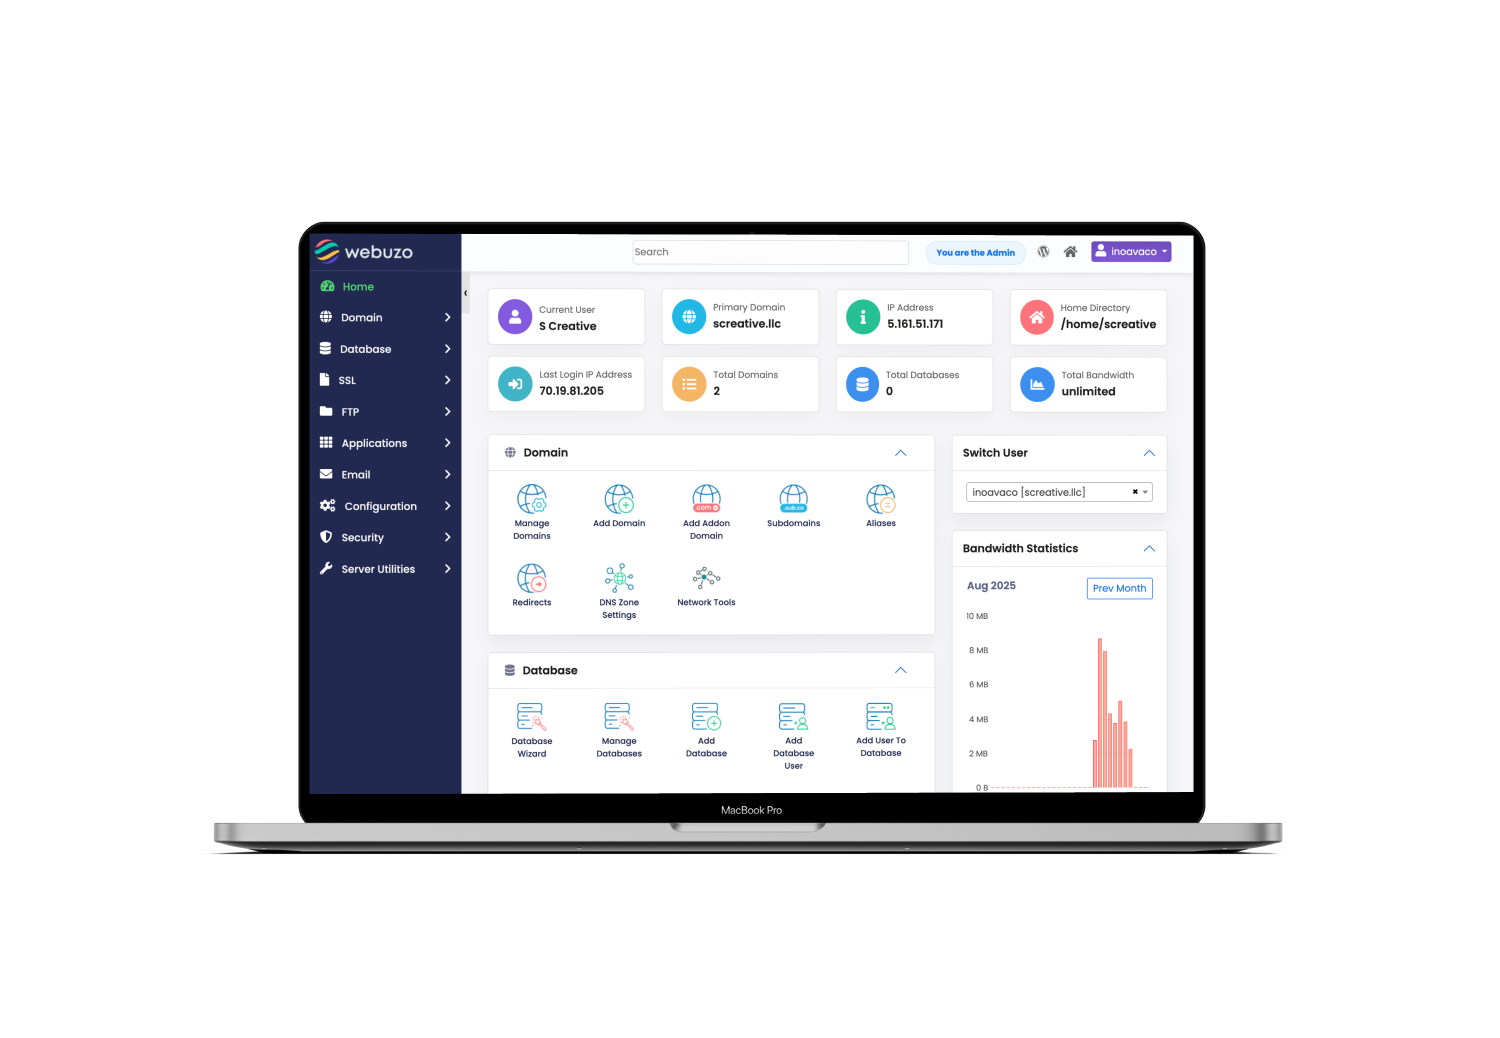 webuzo
Search
You are the Admin
inoavaco
Home
Domain
Database
SSL
FTP
Applications
Email
Configuration
Security
Server Utilities
Current User
S Creative
Primary Domain
screative.llc
IP Address
5.161.51.171
Home Directory
/home/screative
Last Login IP Address
70.19.81.205
Total Domains
2
Total Databases
0
Total Bandwidth
unlimited
Domain
Manage
Domains
Add Domain
.com
Add Addon
Domain
.sub.co
Subdomains
Aliases
Redirects
DNS Zone
Settings
Network Tools
Database
Database
Wizard
Manage
Databases
Add
Database
Add
Database
User
Add User To
Database
Switch User
inoavaco [screative.llc]
Bandwidth Statistics
Aug 2025
Prev Month
10 MB
8 MB
6 MB
4 MB
2 MB
0 B
MacBook Pro